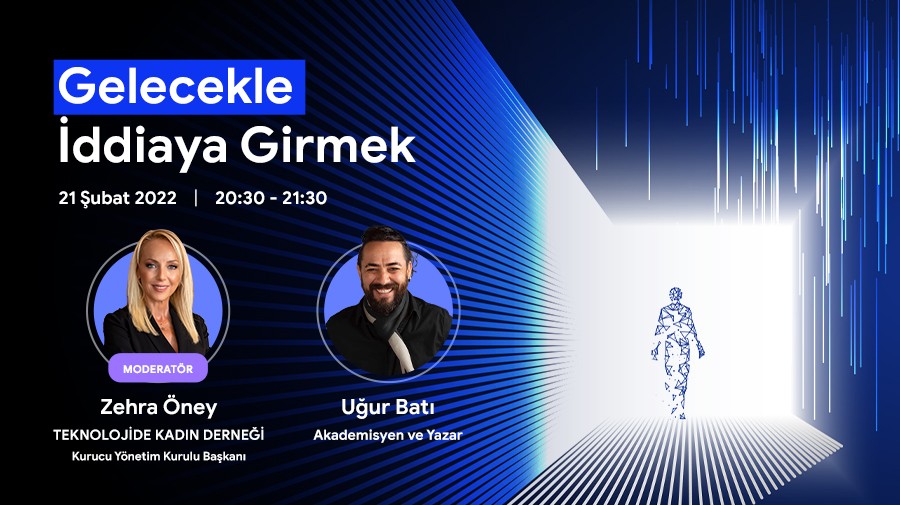 Gelecekle
İddiaya Girmek
21 Şubat 2022 | 20:30 - 21:30
MODERATÖR
Zehra Öney
TEKNOLOJİDE KADIN DERNEĞİ
Kurucu Yönetim Kurulu Başkanı
Uğur Batı
Akademisyen ve Yazar